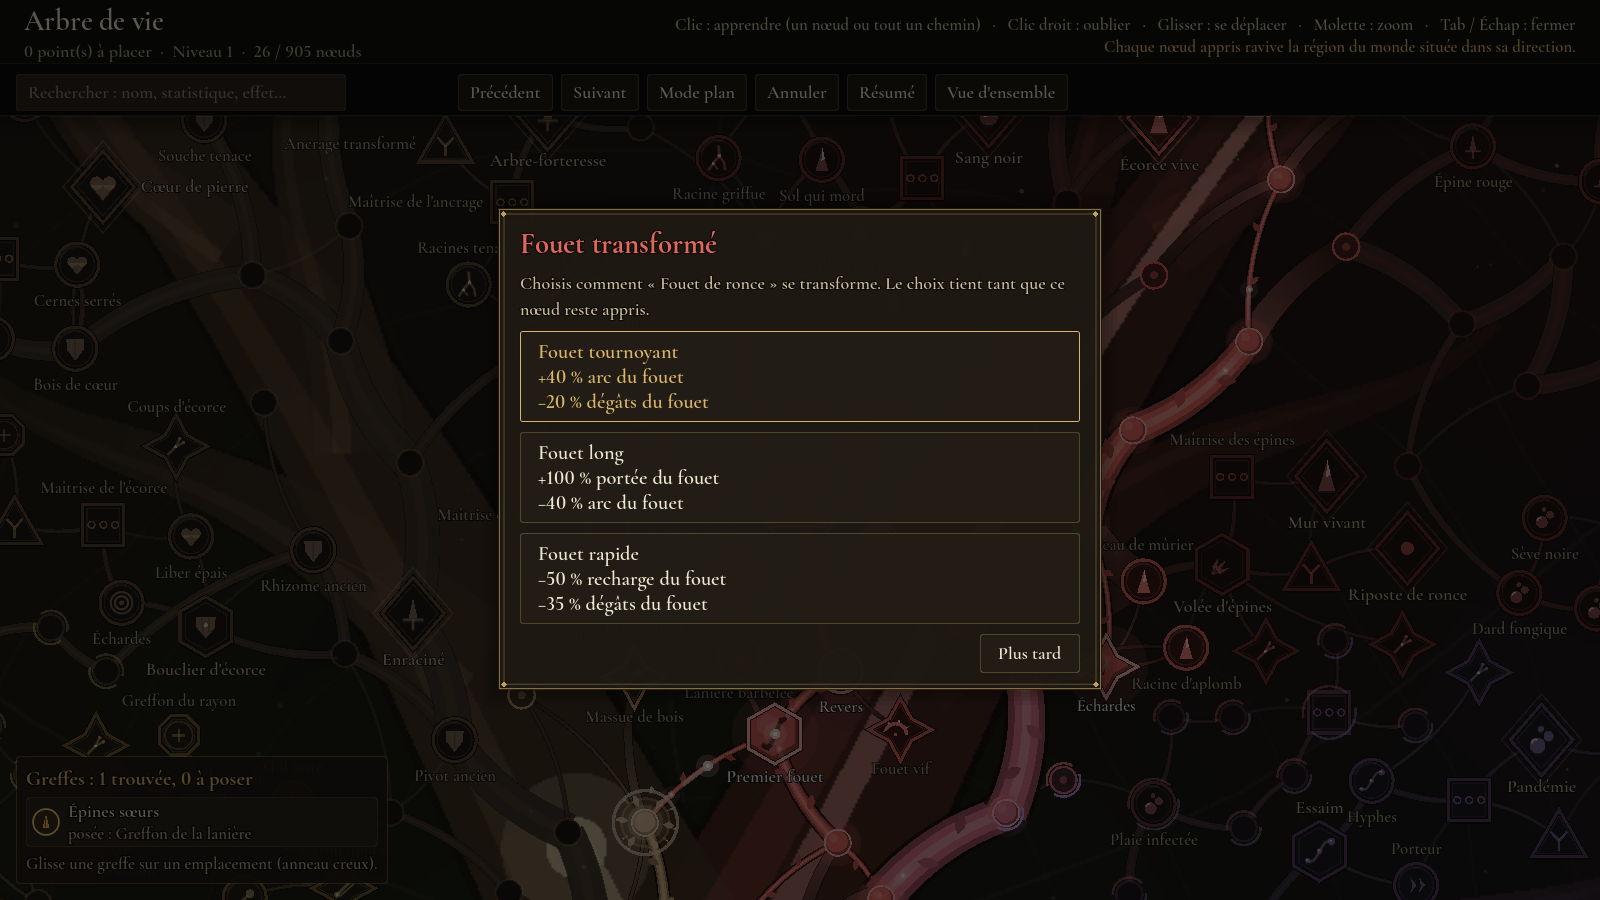 Arbre de vie
0 point(s) à placer · Niveau 1 · 26 / 905 nœuds
Clic : apprendre (un nœud ou tout un chemin) · Clic droit : oublier · Glisser : se déplacer · Molette : zoom · Tab / Échap : fermer
Chaque nœud appris ravive la région du monde située dans sa direction.
Rechercher : nom, statistique, effet...
Précédent
Suivant
Mode plan
Annuler
Résumé
Vue d'ensemble
Souche tenace
Ancrage transformé
Arbre-forteresse
Sang noir
Écorce vive
Épine rouge
Cœur de pierre
Maîtrise de l'ancrage
Racine griffue
Sol qui mord
Racines
Cernes serrés
Bois de cœur
Coups d'écorce
Maîtrise de l'écorce
Maîtrise
Liber épais
Rhizome ancien
Échardes
Bouclier d'écorce
Enraciné
Greffon du rayon
Pivot ancien
Fouet transformé
Choisis comment « Fouet de ronce » se transforme. Le choix tient tant que ce
nœud reste appris.
Fouet tournoyant
+40 % arc du fouet
−20 % dégâts du fouet
Fouet long
+100 % portée du fouet
−40 % arc du fouet
Fouet rapide
−50 % recharge du fouet
−35 % dégâts du fouet
Plus tard
Maîtrise des épines
Mur vivant
de mûrier
Sève noire
Volée d'épines
Riposte de ronce
Dard fongique
Racine d'aplomb
Échardes
Lanière barbelée
Revers
Massue de bois
Premier fouet
Fouet vif
Pandémie
Essaim
Hyphes
Plaie infectée
Porteur
Greffes : 1 trouvée, 0 à poser
Épines sœurs
posée : Greffon de la lanière
Glisse une greffe sur un emplacement (anneau creux).